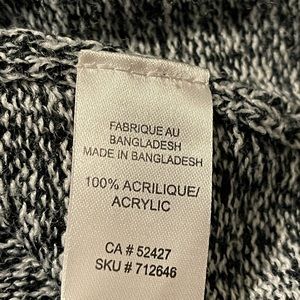 FABRIQUE AU
BANGLADESH
MADE IN BANGLADESH
100% ACRILIQUE/
ACRYLIC
CA # 52427
SKU # 712646